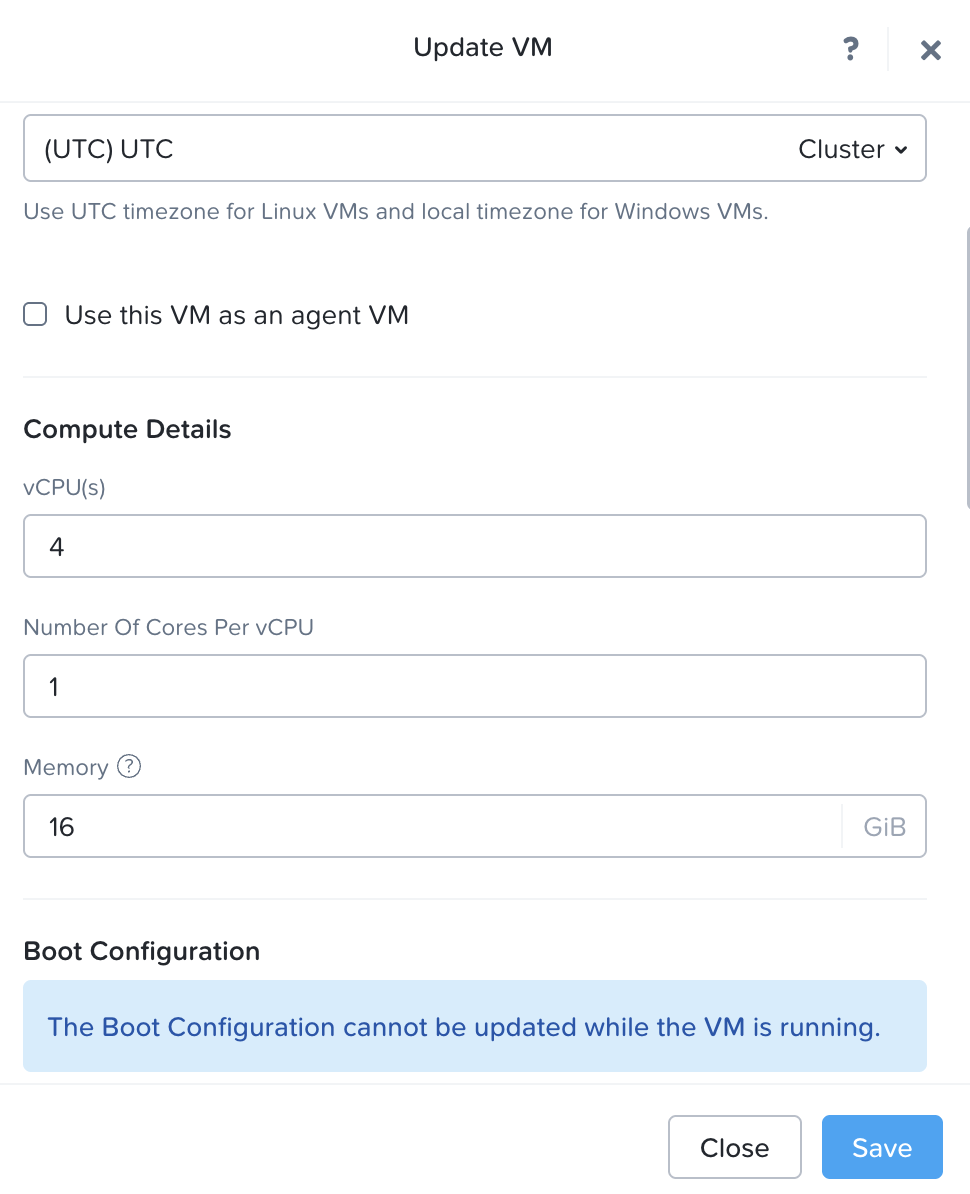 Update VM
?
(UTC) UTC
Cluster
Use UTC timezone for Linux VMs and local timezone for Windows VMs.
Use this VM as an agent VM
Compute Details
vCPU(s)
4
Number Of Cores Per vCPU
1
Memory ?
16
GiB
Boot Configuration
The Boot Configuration cannot be updated while the VM is running.
Close
Save